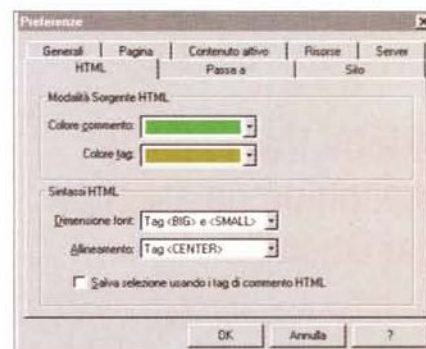 Preferenze
Generali Pagina Contenuto attivo Risorse Server
HTML Passa a Sito
Modalità Sorgente HTML
Colore commento:
Colore tag:
Sintassi HTML
Dimensione font: Tag <BIG> e <SMALL>
Allineamento: Tag <CENTER>
Salva selezione usando i tag di commento HTML
OK Annulla ?